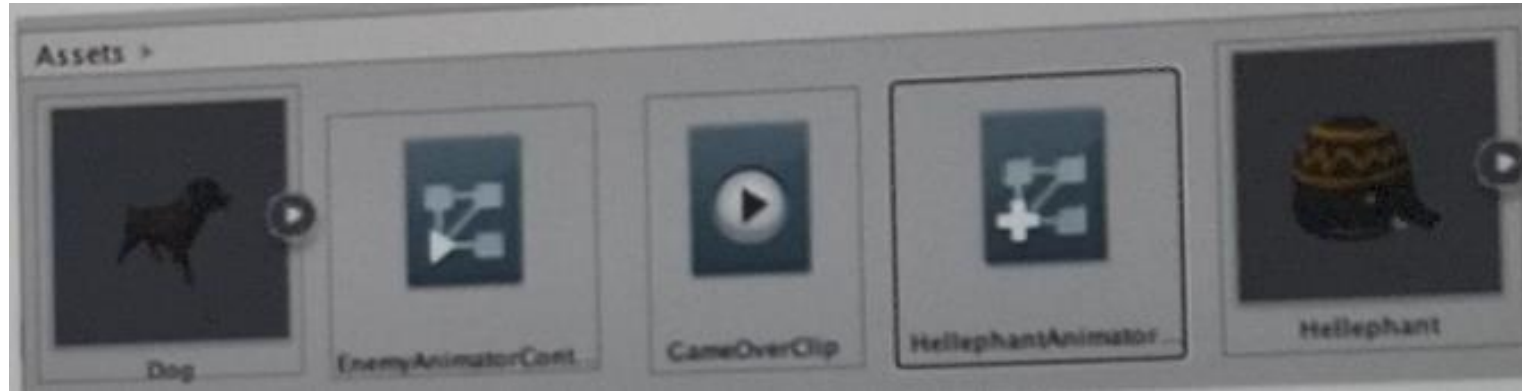 Assets
Dog
EnemyAnimatorCont...
GameOverClip
HellephantAnimator...
Hellephant